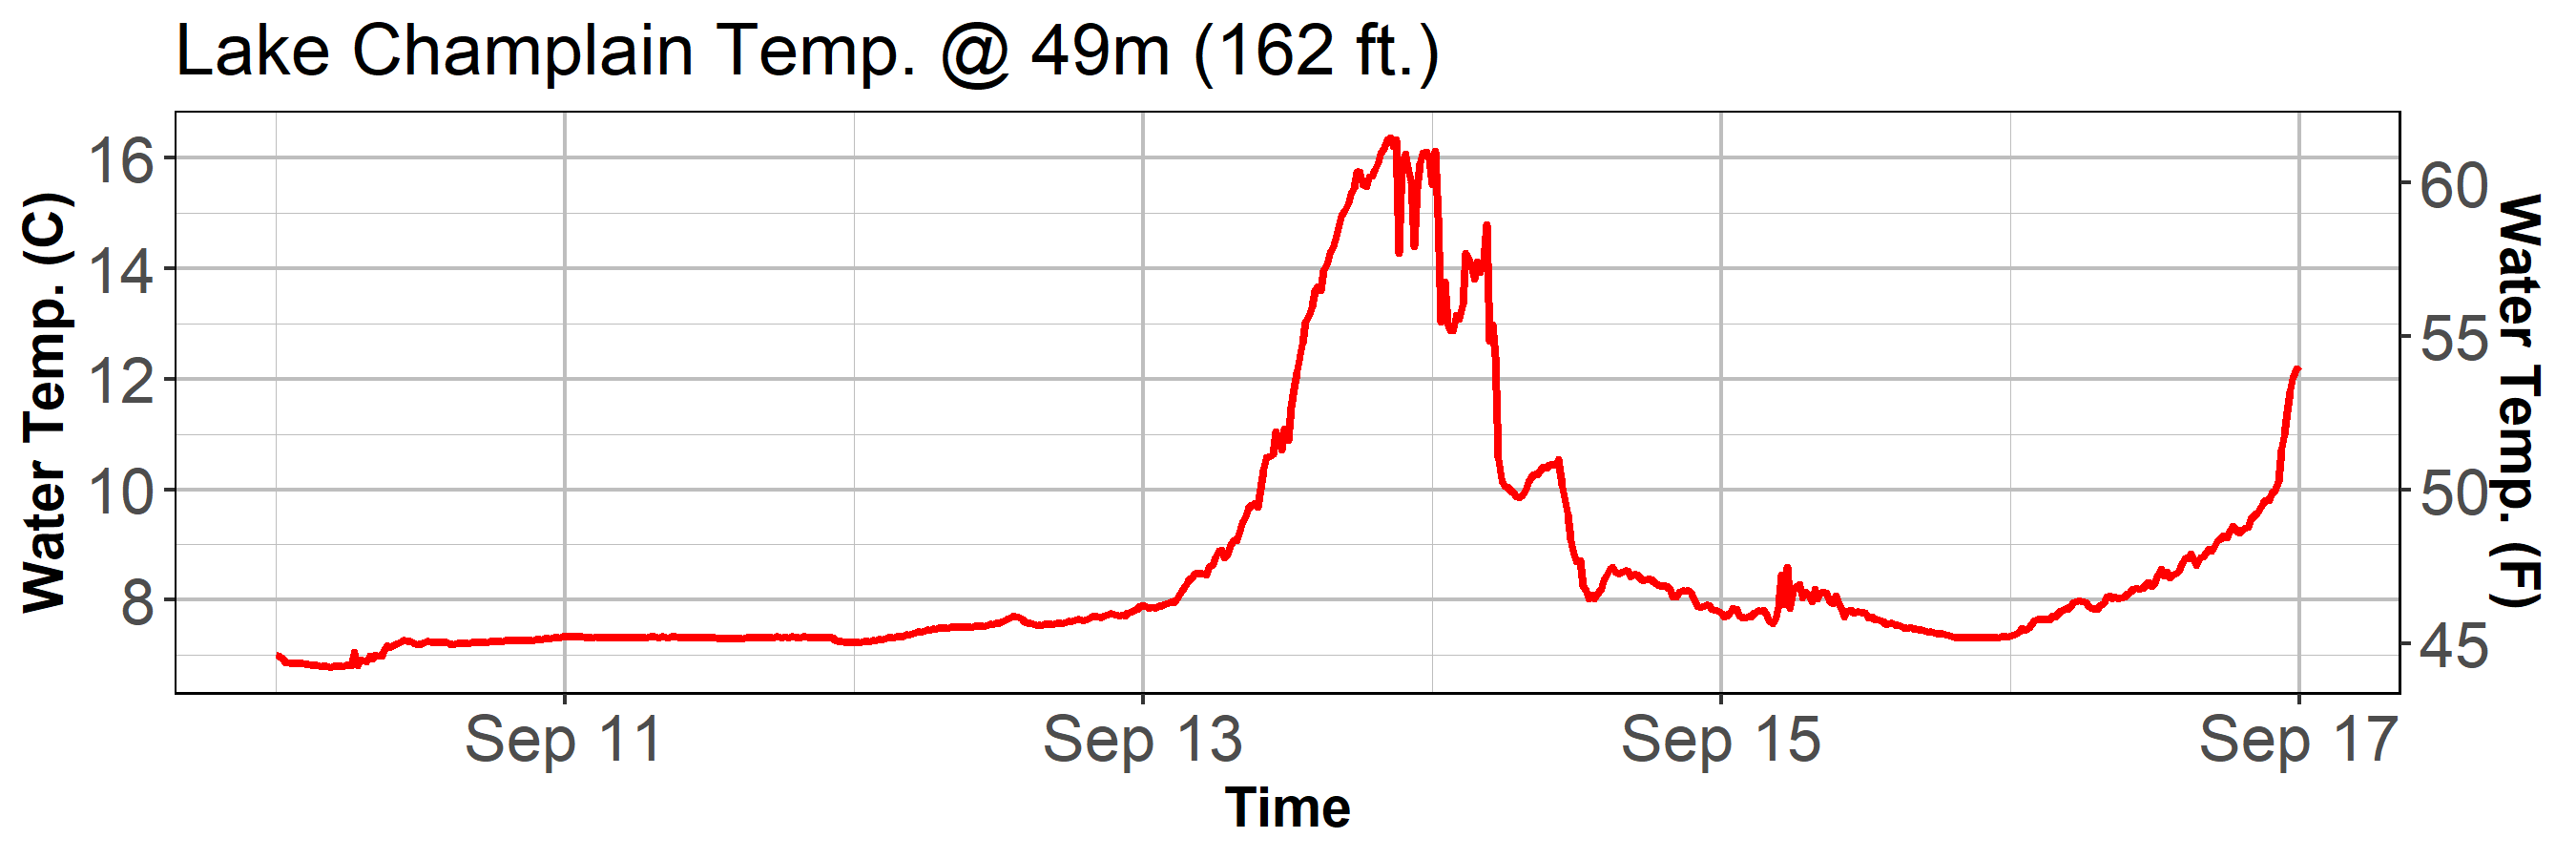 Lake Champlain Temp. @ 49m (162 ft.)
Water Temp. (C)
16
14
12
10
8
60
55
50
45
Water Temp. (F)
Sep 11
Sep 13
Sep 15
Sep 17
Time